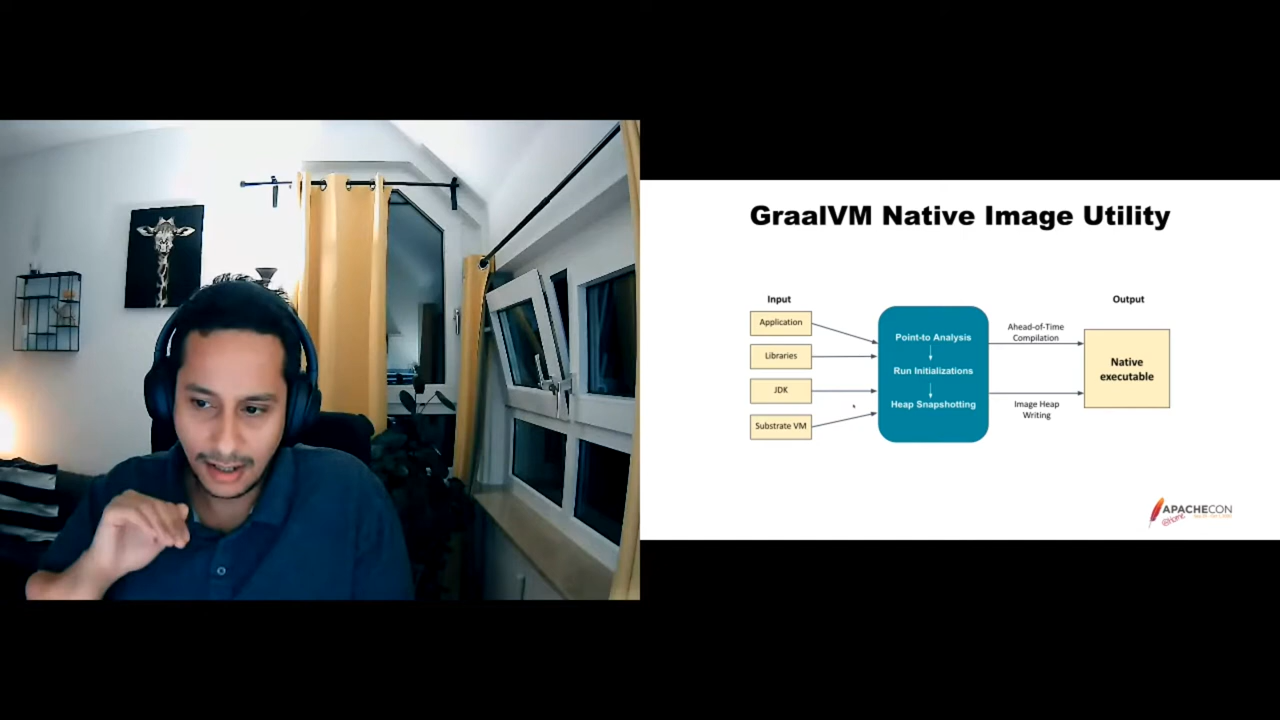 GraalVM Native Image Utility
Input
Output
Application
Libraries
JDK
Substrate VM
Point-to Analysis
Run Initializations
Heap Snapshotting
Ahead-of-Time
Compilation
Image Heap
Writing
Native
executable
APACHECON
@Home